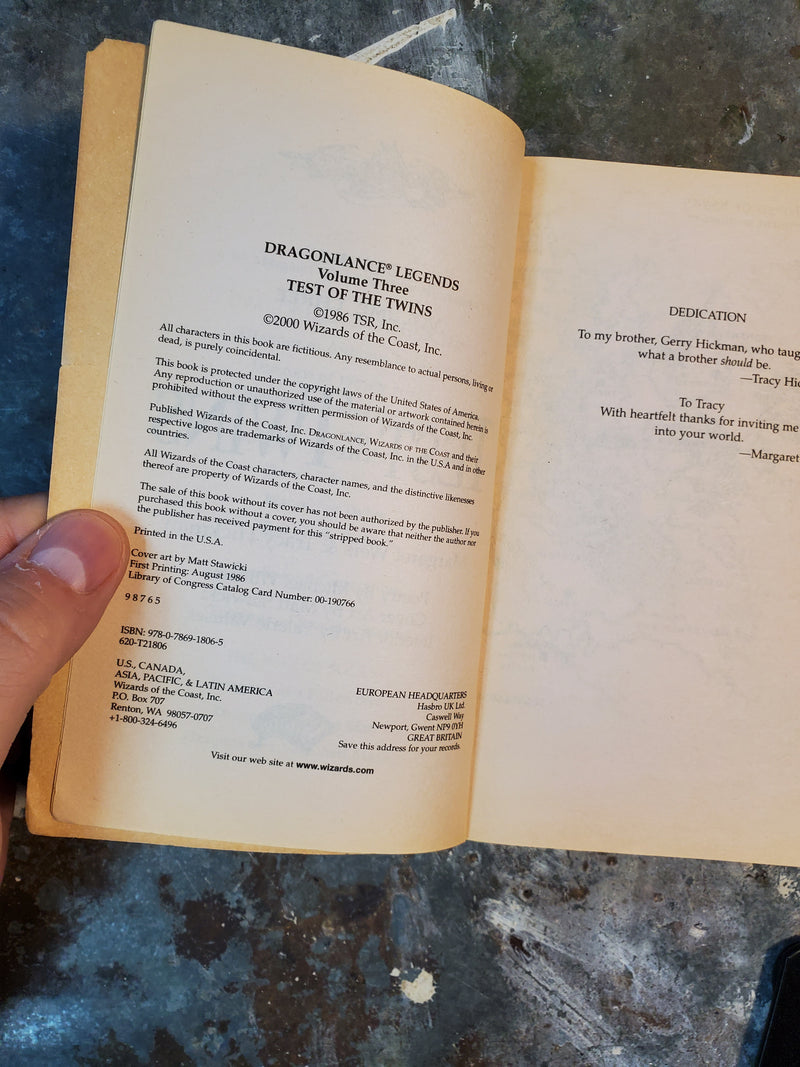 DRAGONLANCE® LEGENDS
Volume Three
TEST OF THE TWINS
©1986 TSR, Inc.
©2000 Wizards of the Coast, Inc.
All characters in this book are fictitious. Any resemblance to actual persons, living or
dead, is purely coincidental.
This book is protected under the copyright laws of the United States of America.
Any reproduction or unauthorized use of the material or artwork contained herein is
prohibited without the express written permission of Wizards of the Coast, Inc.
Published Wizards of the Coast, Inc. DRAGONLANCE, WIZARDS OF THE COAST and their
respective logos are trademarks of Wizards of the Coast, Inc. in the U.S.A and in other
countries.
All Wizards of the Coast characters, character names, and the distinctive likenesses
thereof are property of Wizards of the Coast, Inc.
The sale of this book without its cover has not been authorized by the publisher. If you
purchased this book without a cover, you should be aware that neither the author nor
the publisher has received payment for this "stripped book."
Printed in the U.S.A.
Cover art by Matt Stawicki
First Printing: August 1986
Library of Congress Catalog Card Number: 00-190766
9 8 7 6 5
ISBN: 978-0-7869-1806-5
620-T21806
U.S., CANADA,
ASIA, PACIFIC, & LATIN AMERICA
Wizards of the Coast, Inc.
P.O. Box 707
Renton, WA 98057-0707
+1-800-324-6496
EUROPEAN HEADQUARTERS
Hasbro UK Ltd.
Caswell Way
Newport, Gwent NP9 0YH
GREAT BRITAIN
Save this address for your records.
Visit our web site at www.wizards.com
DEDICATION
To my brother, Gerry Hickman, who taug
what a brother should be.
—Tracy Hic
To Tracy
With heartfelt thanks for inviting me
into your world.
—Margaret